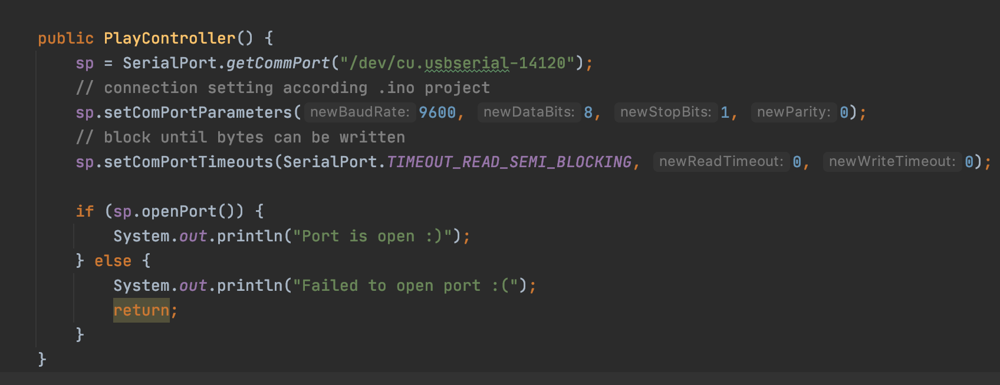 public PlayController() {
sp = SerialPort.getCommPort("/dev/cu.usbserial-14120");
// connection setting according .ino project
sp.setComPortParameters( newBaudRate: 9600, newDataBits: 8, newStopBits: 1, newParity: 0);
// block until bytes can be written
sp.setComPortTimeouts(SerialPort.TIMEOUT_READ_SEMI_BLOCKING, newReadTimeout: 0, newWriteTimeout: 0);
if (sp.openPort()) {
System.out.println("Port is open :)");
} else {
System.out.println("Failed to open port :(");
return;
}
}